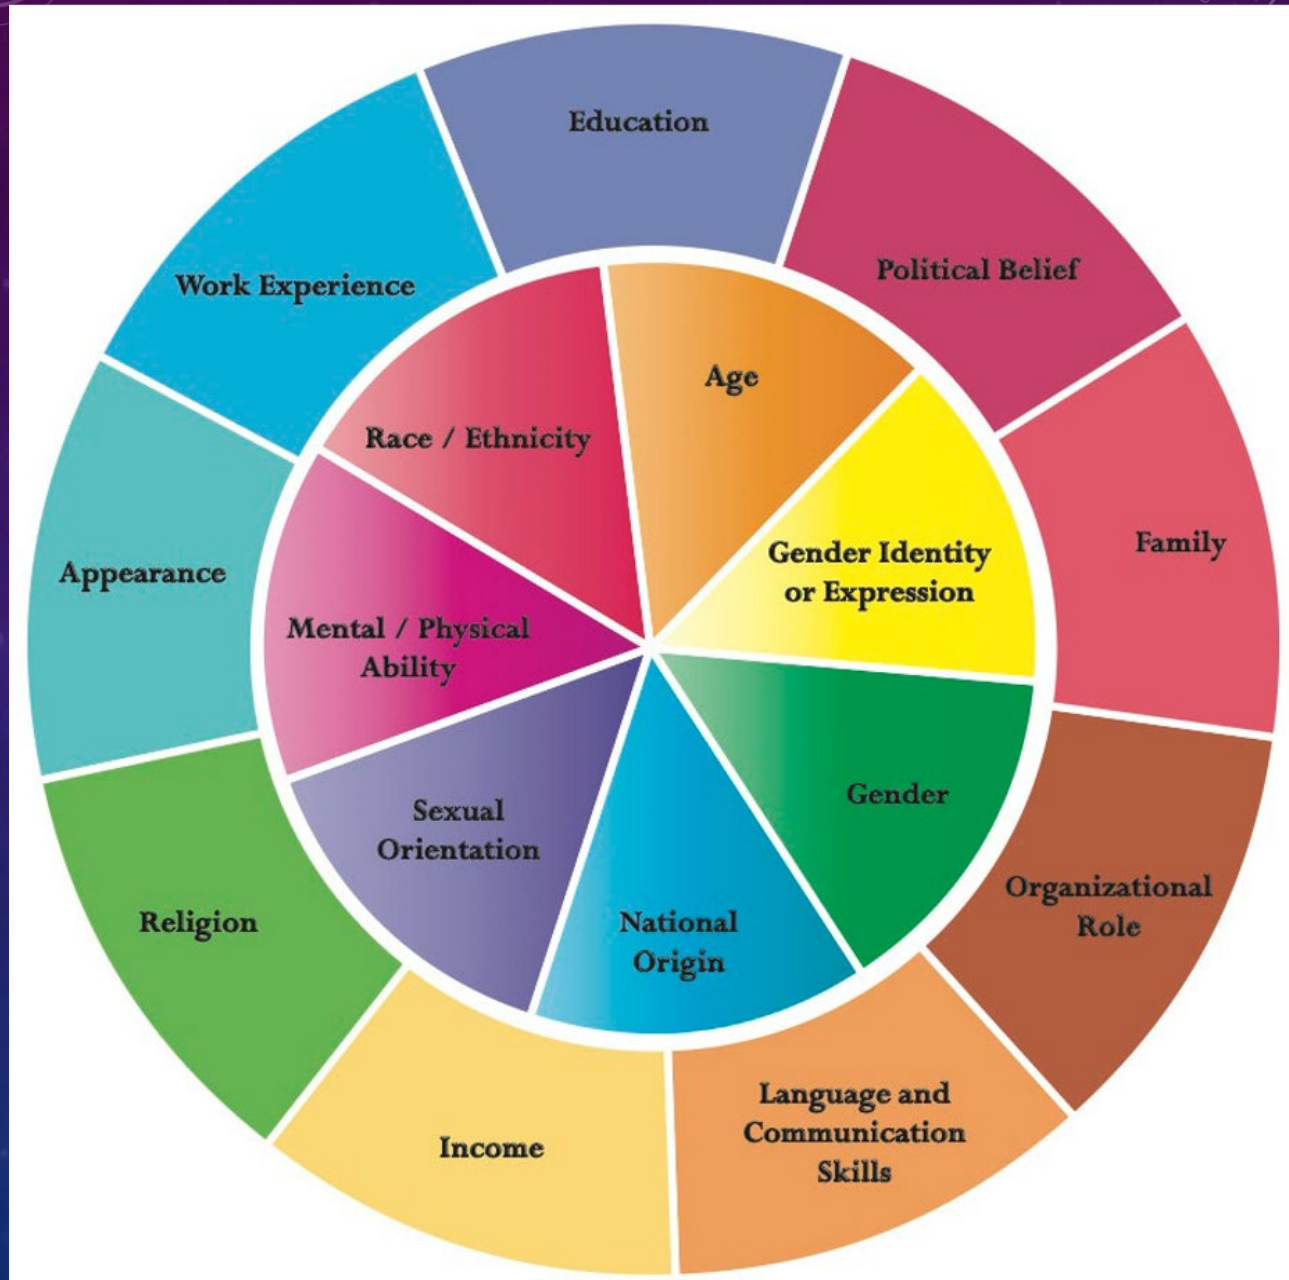 Education
Political Belief
Family
Organizational
Role
Language and
Communication
Skills
Income
Religion
Appearance
Work Experience
Age
Gender Identity
or Expression
Gender
National
Origin
Sexual
Orientation
Mental / Physical
Ability
Race / Ethnicity